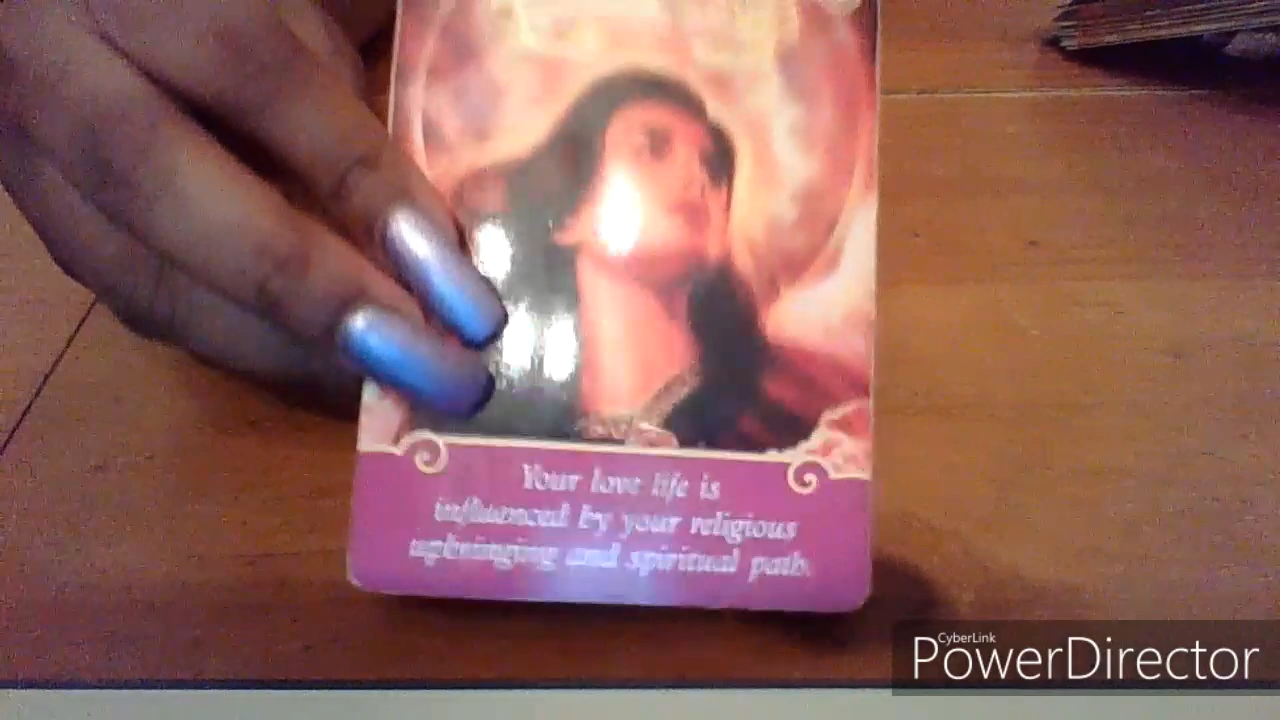 Your love life is
influenced by your religious
upbringing and spiritual path.
CyberLink
PowerDirector